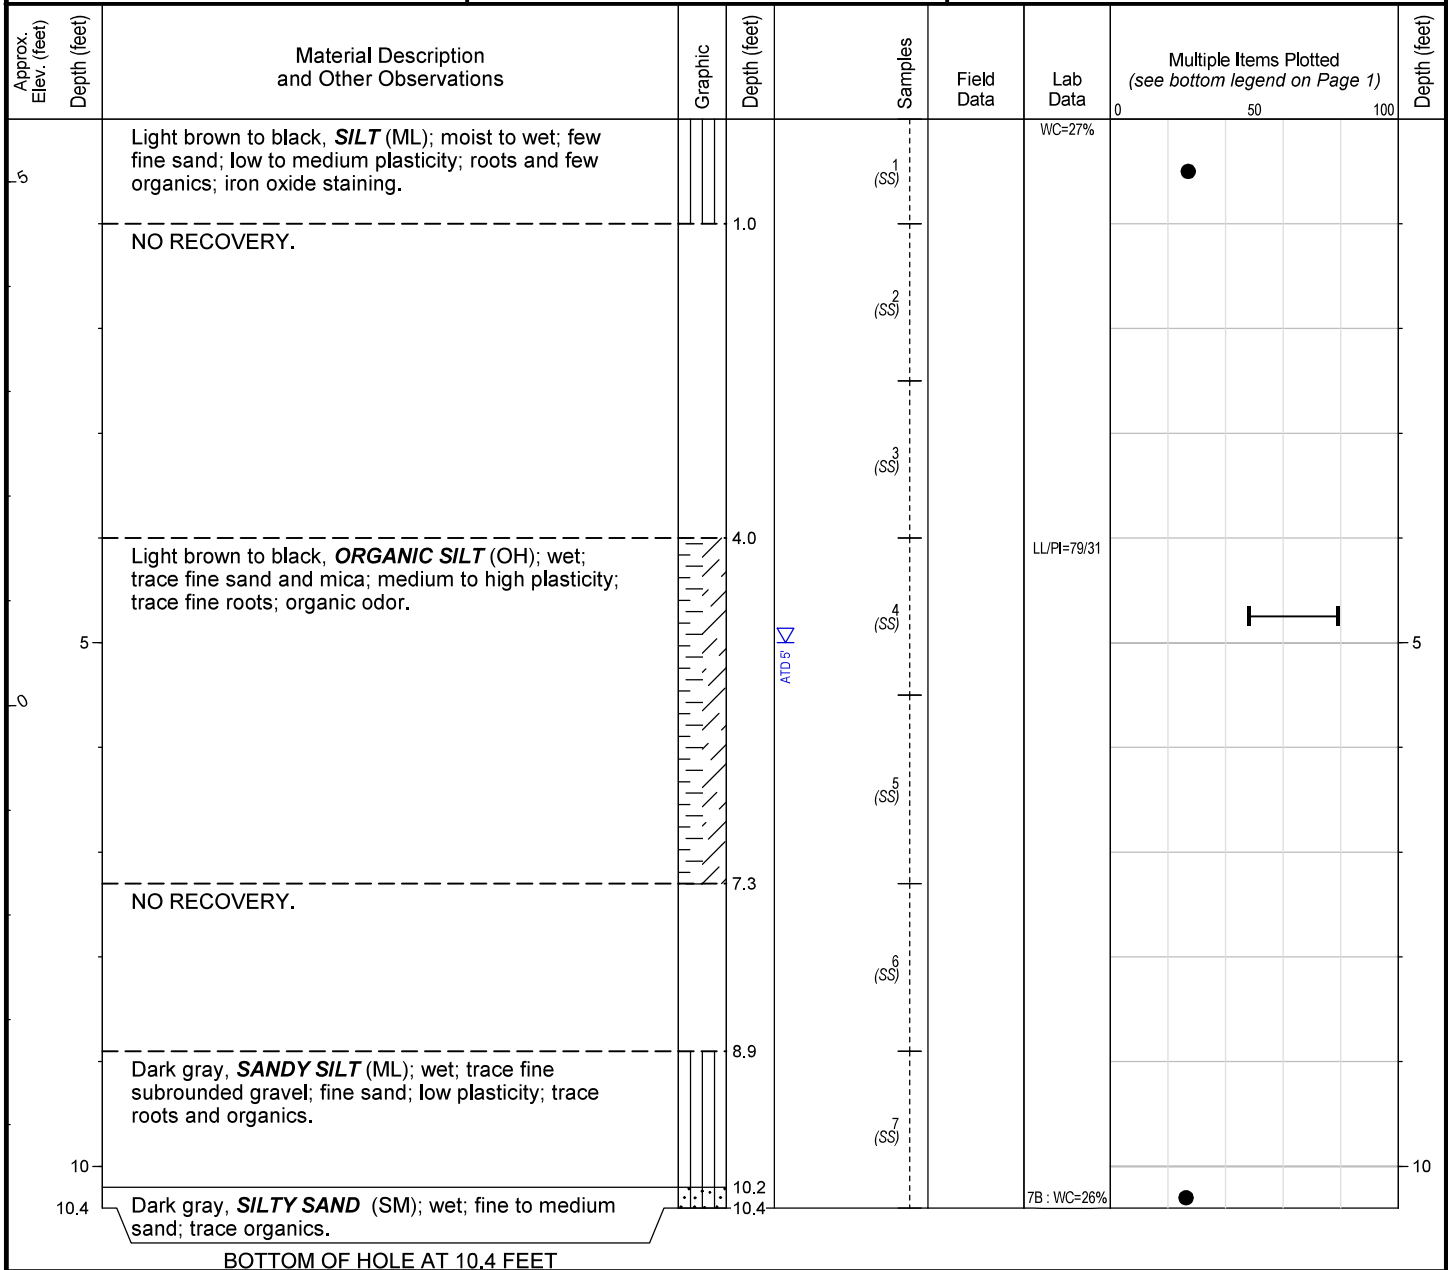 Approx.
Elev. (feet)
Depth (feet)
Material Description
and Other Observations
Graphic
Depth (feet)
Samples
Field
Data
Lab
Data
Multiple Items Plotted
(see bottom legend on Page 1)
0 50 100
Depth (feet)
Light brown to black, SILT (ML); moist to wet; few
fine sand; low to medium plasticity; roots and few
organics; iron oxide staining.
5
1
(SS)
WC=27%
1.0
NO RECOVERY.
2
(SS)
3
(SS)
4.0
Light brown to black, ORGANIC SILT (OH); wet;
trace fine sand and mica; medium to high plasticity;
trace fine roots; organic odor.
LL/PI=79/31
4
(SS)
5
ATD 5'
5
0
5
(SS)
7.3
NO RECOVERY.
6
(SS)
8.9
Dark gray, SANDY SILT (ML); wet; trace fine
subrounded gravel; fine sand; low plasticity; trace
roots and organics.
7
(SS)
10
10
10.2
10.4
Dark gray, SILTY SAND (SM); wet; fine to medium
sand; trace organics.
10.4
7B : WC=26%
BOTTOM OF HOLE AT 10.4 FEET